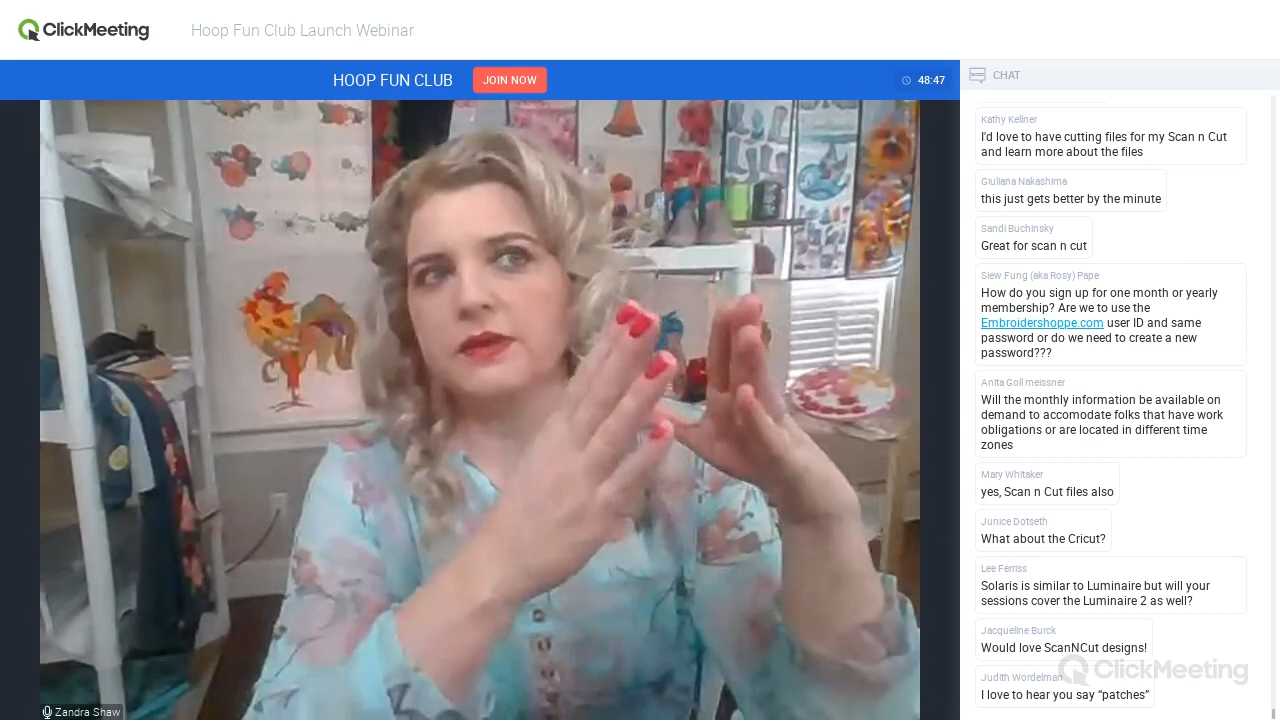 ClickMeeting
Hoop Fun Club Launch Webinar
HOOP FUN CLUB
JOIN NOW
48:47
CHAT
Kathy Kellner
I'd love to have cutting files for my Scan n Cut
and learn more about the files
Giuliana Nakashima
this just gets better by the minute
Sandi Buchinsky
Great for scan n cut
Siew Fung (aka Rosy) Pape
How do you sign up for one month or yearly
membership? Are we to use the
Embroidershoppe.com user ID and same
password or do we need to create a new
password???
Anita Goll meissner
Will the monthly information be available on
demand to accomodate folks that have work
obligations or are located in different time
zones
Mary Whitaker
yes, Scan n Cut files also
Junice Dotseth
What about the Cricut?
Lee Ferriss
Solaris is similar to Luminaire but will your
sessions cover the Luminaire 2 as well?
Jacqueline Burck
Would love ScanNCut designs!
Judith Wordelman
I love to hear you say “patches”
ClickMeeting
Zandra Shaw